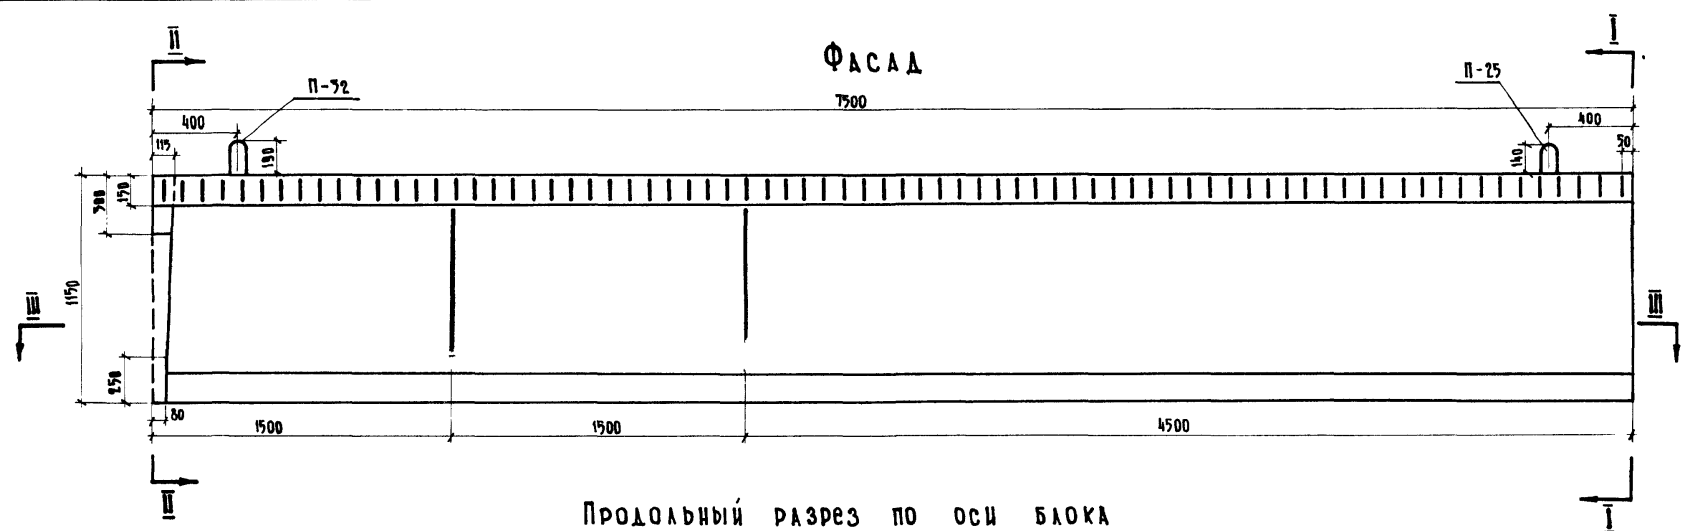 II
I
Фасад
П-32
П-25
7500
400
400
115
190
140
50
300
150
1150
III
III
250
80
1500
1500
4500
II
I
Продольный разрез по оси блока